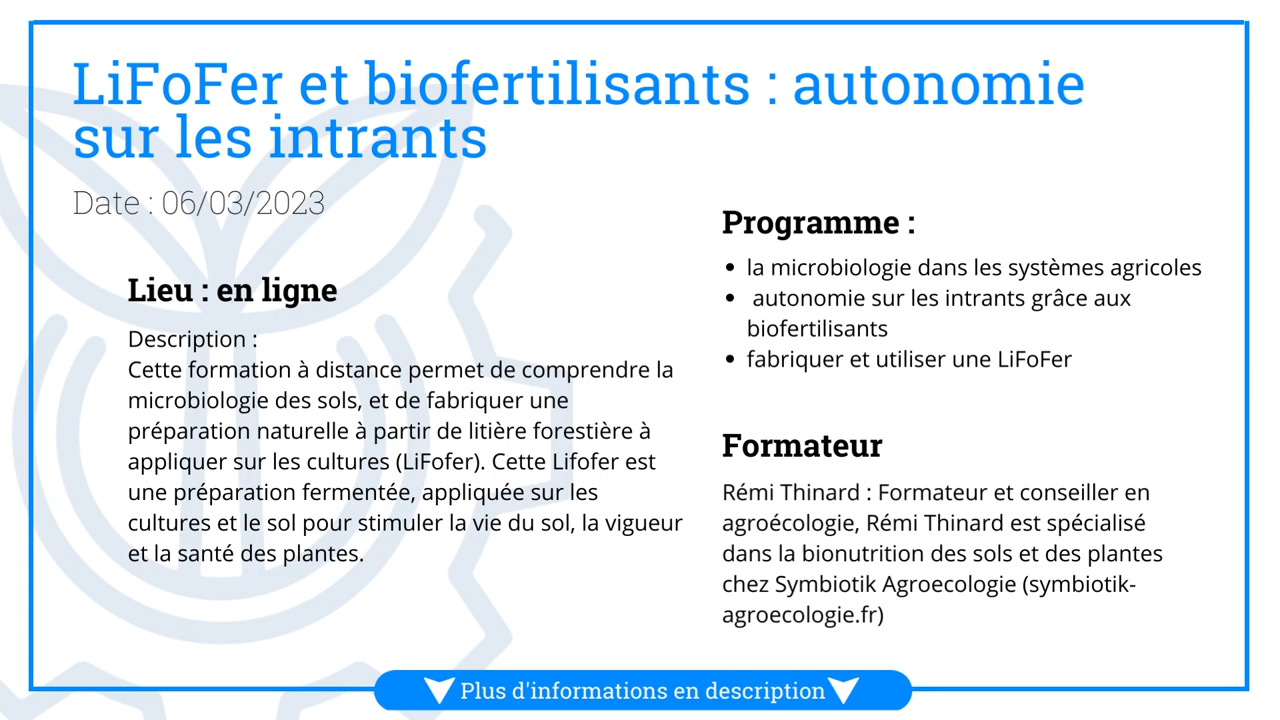 LiFoFer et biofertilisants : autonomie
sur les intrants
Date : 06/03/2023
Lieu : en ligne
Description :
Cette formation à distance permet de comprendre la
microbiologie des sols, et de fabriquer une
préparation naturelle à partir de litière forestière à
appliquer sur les cultures (LiFofer). Cette Lifofer est
une préparation fermentée, appliquée sur les
cultures et le sol pour stimuler la vie du sol, la vigueur
et la santé des plantes.
Programme :
• la microbiologie dans les systèmes agricoles
• autonomie sur les intrants grâce aux
biofertilisants
• fabriquer et utiliser une LiFoFer
Formateur
Rémi Thinard : Formateur et conseiller en
agroécologie, Rémi Thinard est spécialisé
dans la bionutrition des sols et des plantes
chez Symbiotik Agroecologie (symbiotik-
agroecologie.fr)
Plus d'informations en description